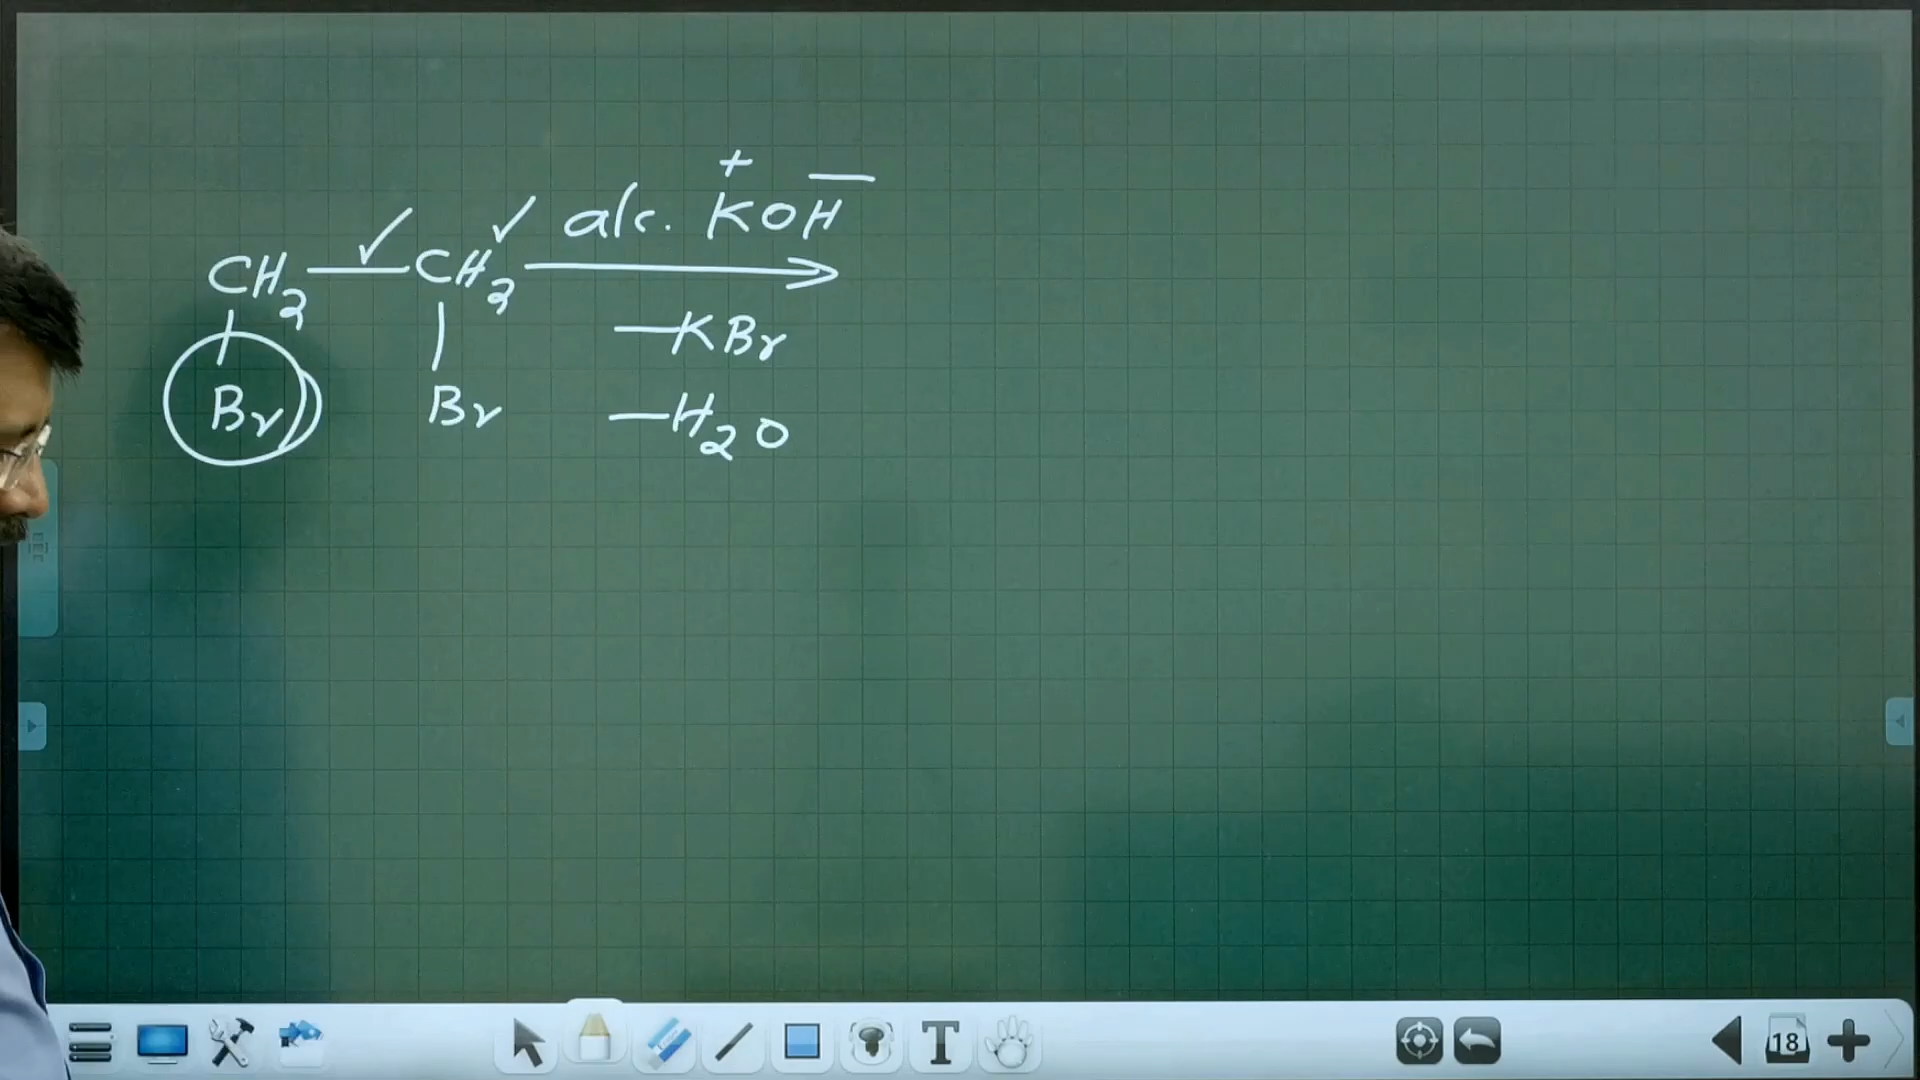 + —
alc. KOH
CH₂—CH₂ ⟶
Br Br
—KBr
—H₂O
T
18